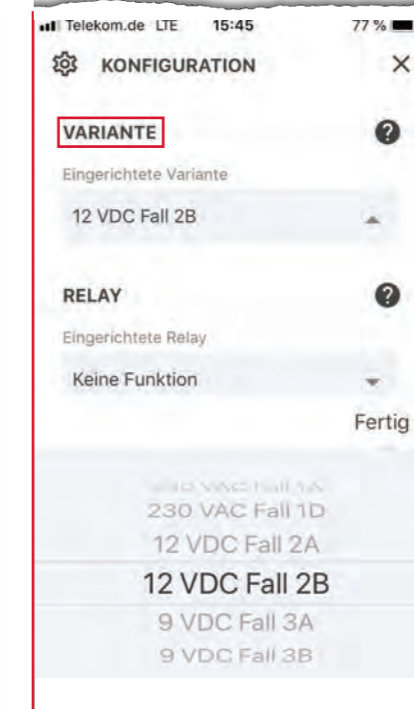 Telekom.de LTE 15:45 77 %
KONFIGURATION
VARIANTE
Eingerichtete Variante
12 VDC Fall 2B
RELAY
Eingerichtete Relay
Keine Funktion
Fertig
230 VAC Fall 1D
12 VDC Fall 2A
12 VDC Fall 2B
9 VDC Fall 3A
9 VDC Fall 3B